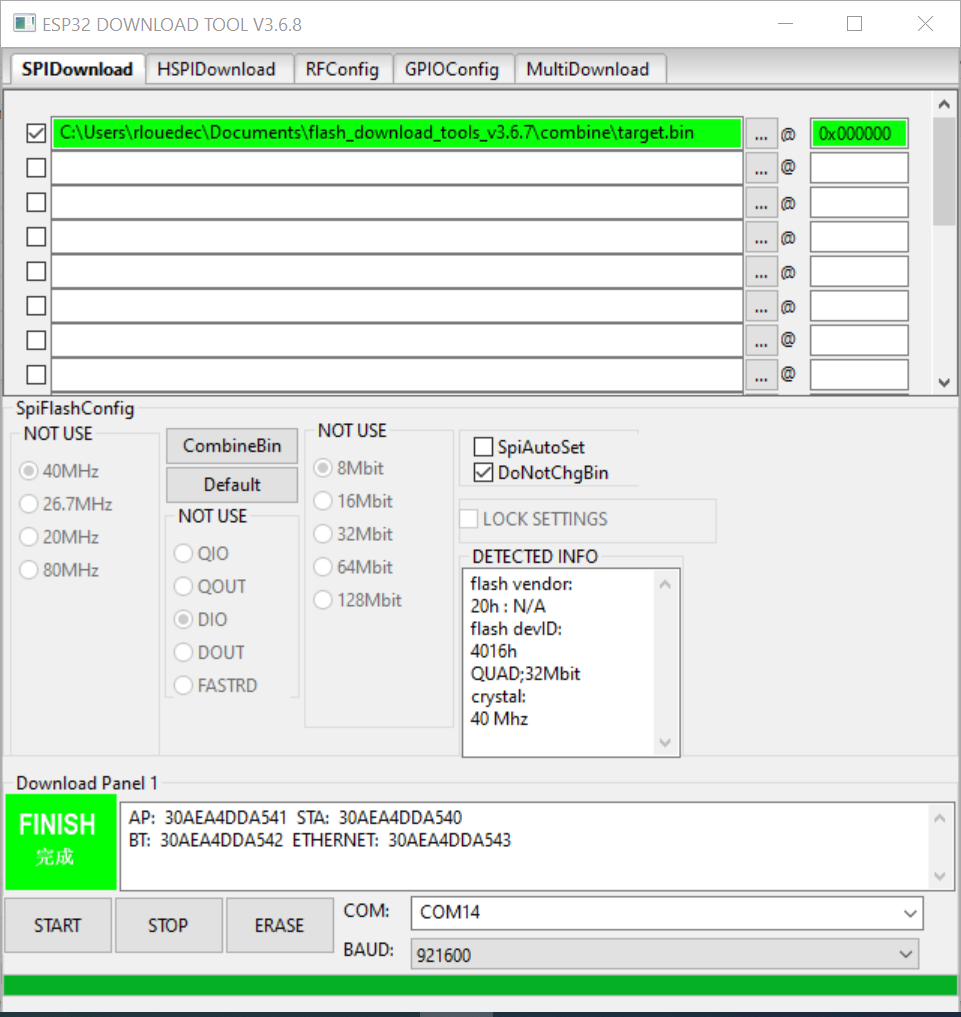 ESP32 DOWNLOAD TOOL V3.6.8
SPIDownload HSPIDownload RFConfig GPIOConfig MultiDownload
C:\Users\rlouedec\Documents\flash_download_tools_v3.6.7\combine\target.bin ... @ 0x000000
... @
... @
... @
... @
... @
... @
... @
SpiFlashConfig
NOT USE
40MHz
26.7MHz
20MHz
80MHz
CombineBin
Default
NOT USE
QIO
QOUT
DIO
DOUT
FASTRD
NOT USE
8Mbit
16Mbit
32Mbit
64Mbit
128Mbit
SpiAutoSet
DoNotChgBin
LOCK SETTINGS
DETECTED INFO
flash vendor:
20h : N/A
flash devID:
4016h
QUAD;32Mbit
crystal:
40 Mhz
Download Panel 1
FINISH
完成
AP: 30AEA4DDA541 STA: 30AEA4DDA540
BT: 30AEA4DDA542 ETHERNET: 30AEA4DDA543
START STOP ERASE
COM: COM14
BAUD: 921600